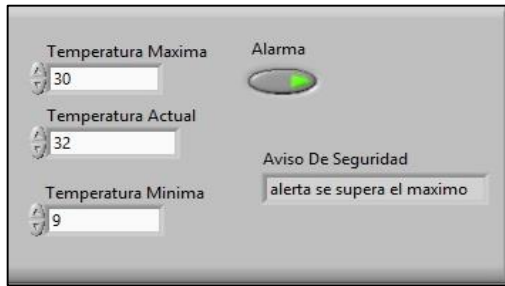 Temperatura Maxima
30
Alarma
Temperatura Actual
32
Aviso De Seguridad
alerta se supera el maximo
Temperatura Minima
9